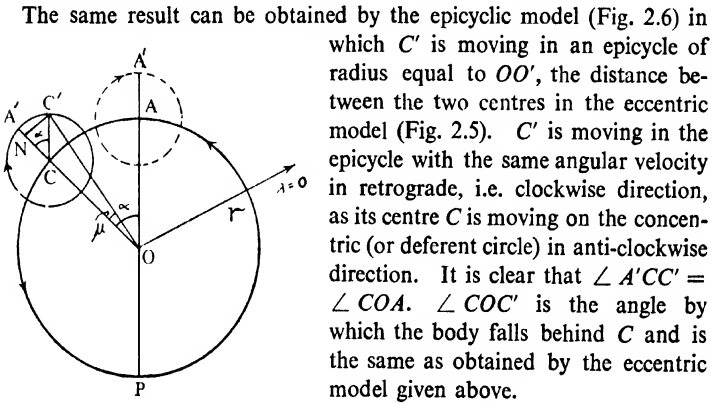 The same result can be obtained by the epicyclic model (Fig. 2.6) in
which C′ is moving in an epicycle of
radius equal to OO′, the distance be-
tween the two centres in the eccentric
model (Fig. 2.5). C′ is moving in the
epicycle with the same angular velocity
in retrograde, i.e. clockwise direction,
as its centre C is moving on the concen-
tric (or deferent circle) in anti-clockwise
direction. It is clear that ∠ A′CC′ =
∠ COA. ∠ COC′ is the angle by
which the body falls behind C and is
the same as obtained by the eccentric
model given above.
A′
A
A′
C′
N
α
C
μ
α
r
λ=0
O
P